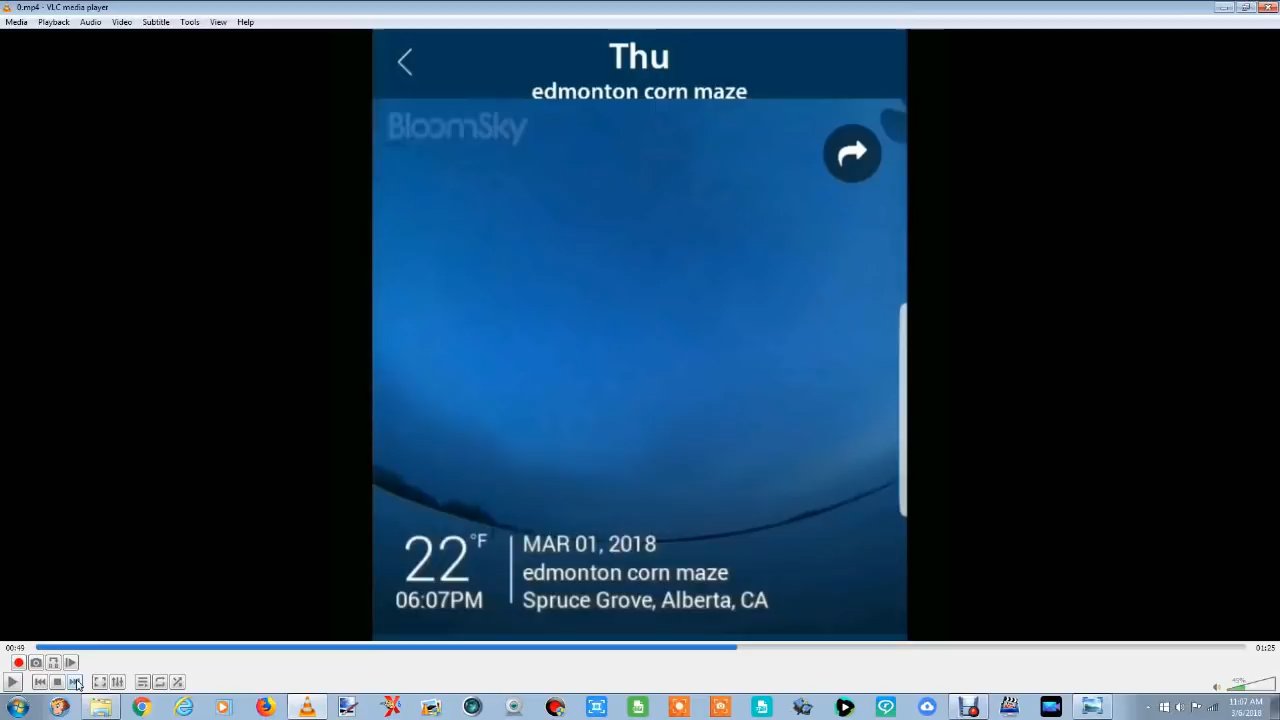 0.mp4 - VLC media player
Media Playback Audio Video Subtitle Tools View Help
Thu
edmonton corn maze
BloomSky
22 °F
06:07PM
MAR 01, 2018
edmonton corn maze
Spruce Grove, Alberta, CA
00:49
01:25
49%
11:07 AM
3/6/2018